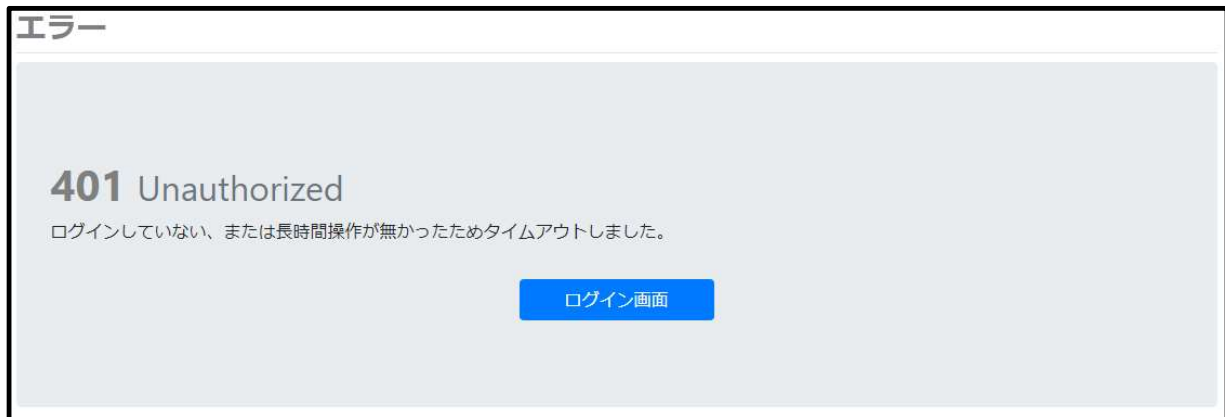 エラー
401 Unauthorized
ログインしていない、または長時間操作が無かったためタイムアウトしました。
ログイン画面